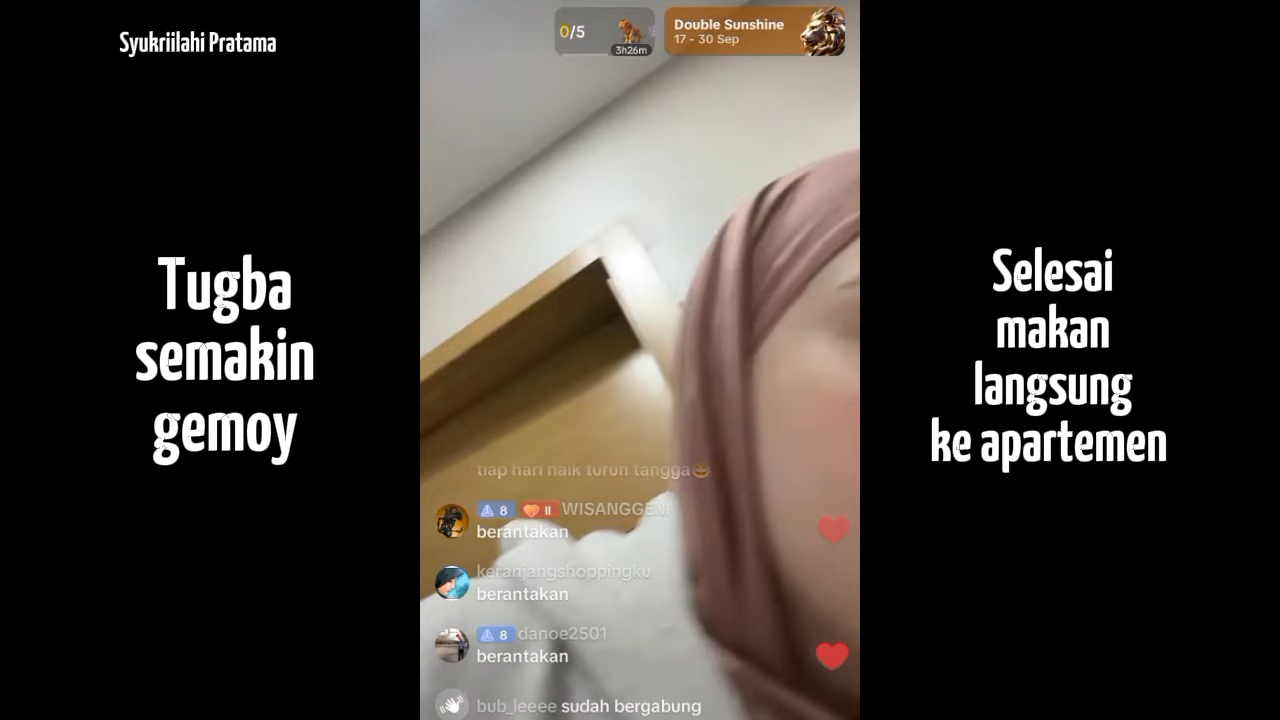 Syukriilahi Pratama
0/5
3h26m
Double Sunshine
17 - 30 Sep
Tugba
semakin
gemoy
Selesai
makan
langsung
ke apartemen
tiap hari naik turun tangga
8 II WISANGGENI
berantakan
keranjangshoppingku
berantakan
8 danoe2501
berantakan
bub_leeee sudah bergabung